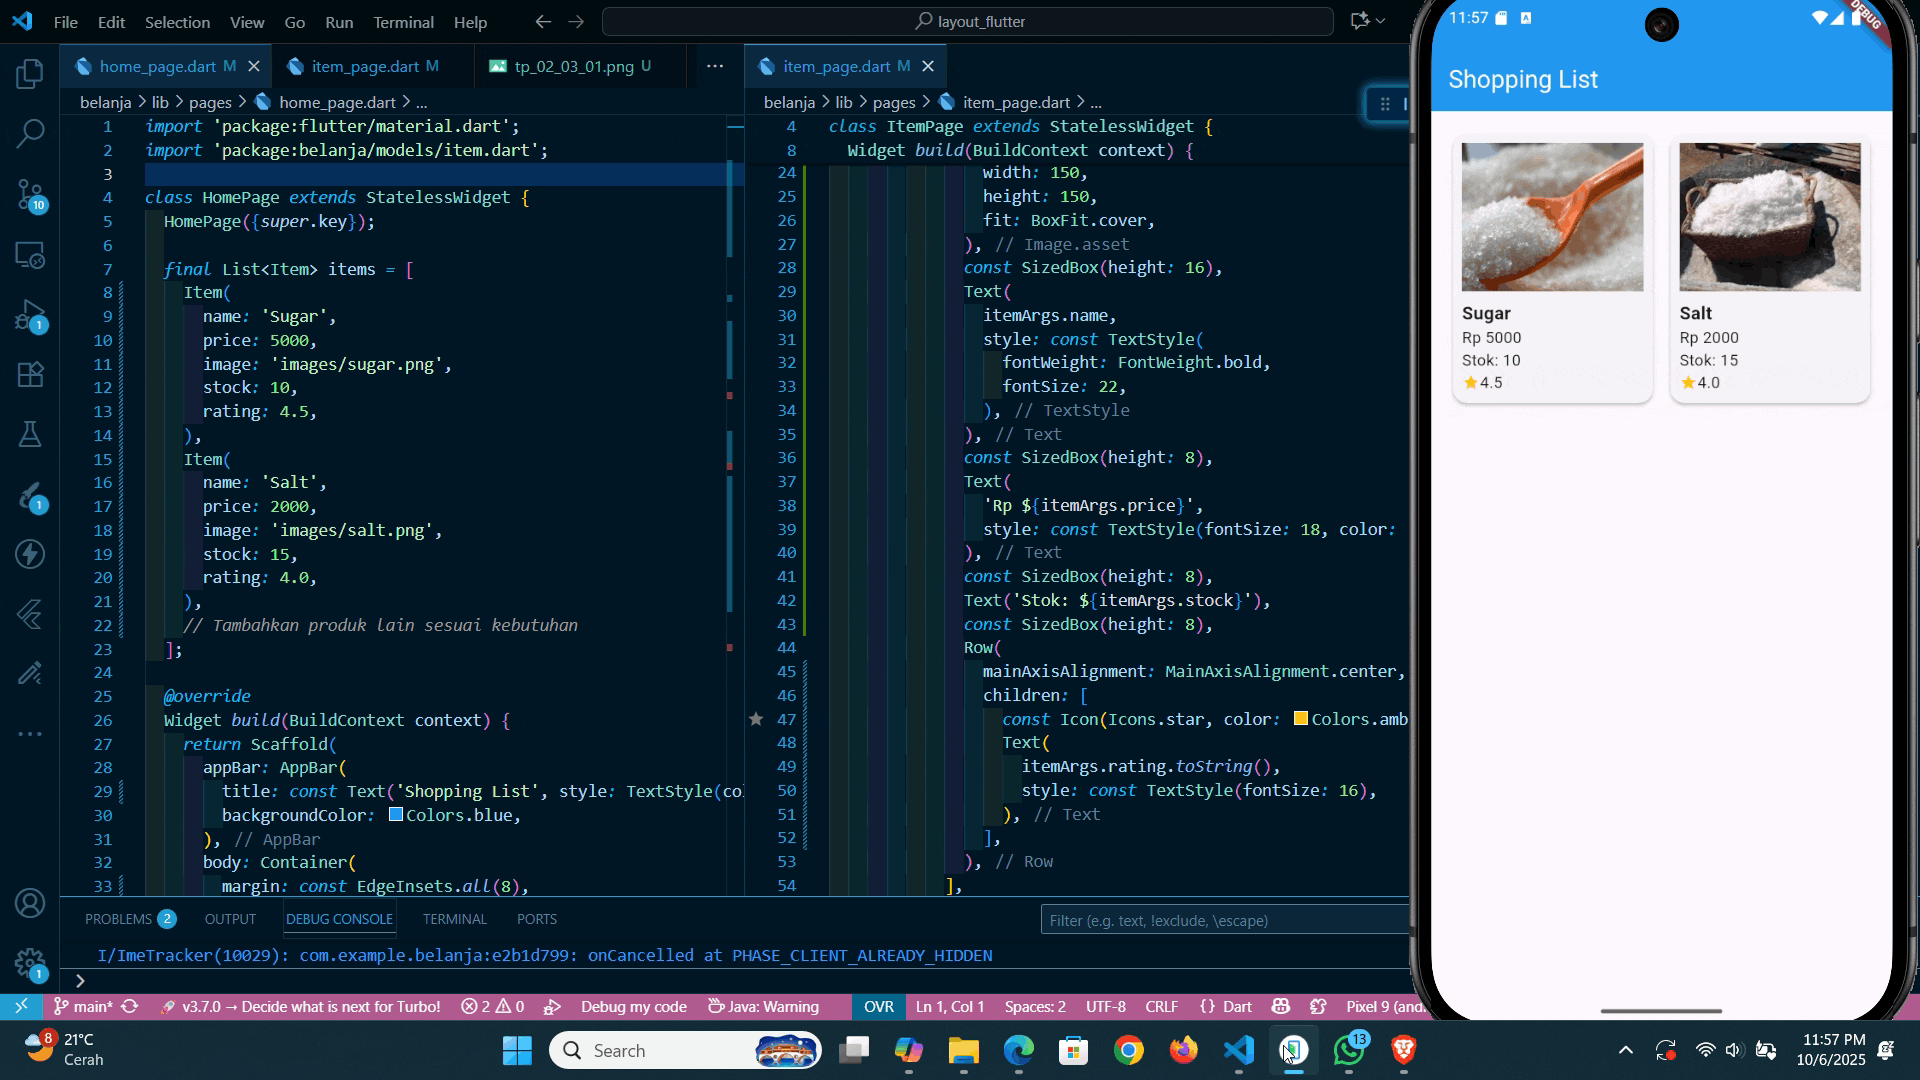 File Edit Selection View Go Run Terminal Help
layout_flutter
home_page.dart M
item_page.dart M
tp_02_03_01.png U
belanja > lib > pages > home_page.dart > ...
1 import 'package:flutter/material.dart';
2 import 'package:belanja/models/item.dart';
3
4 class HomePage extends StatelessWidget {
5 HomePage({super.key});
6
7 final List<Item> items = [
8 Item(
9 name: 'Sugar',
10 price: 5000,
11 image: 'images/sugar.png',
12 stock: 10,
13 rating: 4.5,
14 ),
15 Item(
16 name: 'Salt',
17 price: 2000,
18 image: 'images/salt.png',
19 stock: 15,
20 rating: 4.0,
21 ),
22 // Tambahkan produk lain sesuai kebutuhan
23 ];
24
25 @override
26 Widget build(BuildContext context) {
27 return Scaffold(
28 appBar: AppBar(
29 title: const Text('Shopping List', style: TextStyle(co
30 backgroundColor: Colors.blue,
31 ), // AppBar
32 body: Container(
33 margin: const EdgeInsets.all(8),
item_page.dart M
belanja > lib > pages > item_page.dart > ...
4 class ItemPage extends StatelessWidget {
8 Widget build(BuildContext context) {
24 width: 150,
25 height: 150,
26 fit: BoxFit.cover,
27 ), // Image.asset
28 const SizedBox(height: 16),
29 Text(
30 itemArgs.name,
31 style: const TextStyle(
32 fontWeight: FontWeight.bold,
33 fontSize: 22,
34 ), // TextStyle
35 ), // Text
36 const SizedBox(height: 8),
37 Text(
38 'Rp ${itemArgs.price}',
39 style: const TextStyle(fontSize: 18, color:
40 ), // Text
41 const SizedBox(height: 8),
42 Text('Stok: ${itemArgs.stock}'),
43 const SizedBox(height: 8),
44 Row(
45 mainAxisAlignment: MainAxisAlignment.center,
46 children: [
47 const Icon(Icons.star, color: Colors.amb
48 Text(
49 itemArgs.rating.toString(),
50 style: const TextStyle(fontSize: 16),
51 ), // Text
52 ],
53 ), // Row
54 ],
PROBLEMS 2 OUTPUT DEBUG CONSOLE TERMINAL PORTS
Filter (e.g. text, !exclude, \escape)
I/ImeTracker(10029): com.example.belanja:e2b1d799: onCancelled at PHASE_CLIENT_ALREADY_HIDDEN
>
10
1
1
1
main* v3.7.0 → Decide what is next for Turbo! 2 0 Debug my code Java: Warning OVR Ln 1, Col 1 Spaces: 2 UTF-8 CRLF {} Dart Pixel 9 (and
11:57
DEBUG
Shopping List
Sugar
Rp 5000
Stok: 10
4.5
Salt
Rp 2000
Stok: 15
4.0
8
21°C
Cerah
Search
13
11:57 PM
10/6/2025